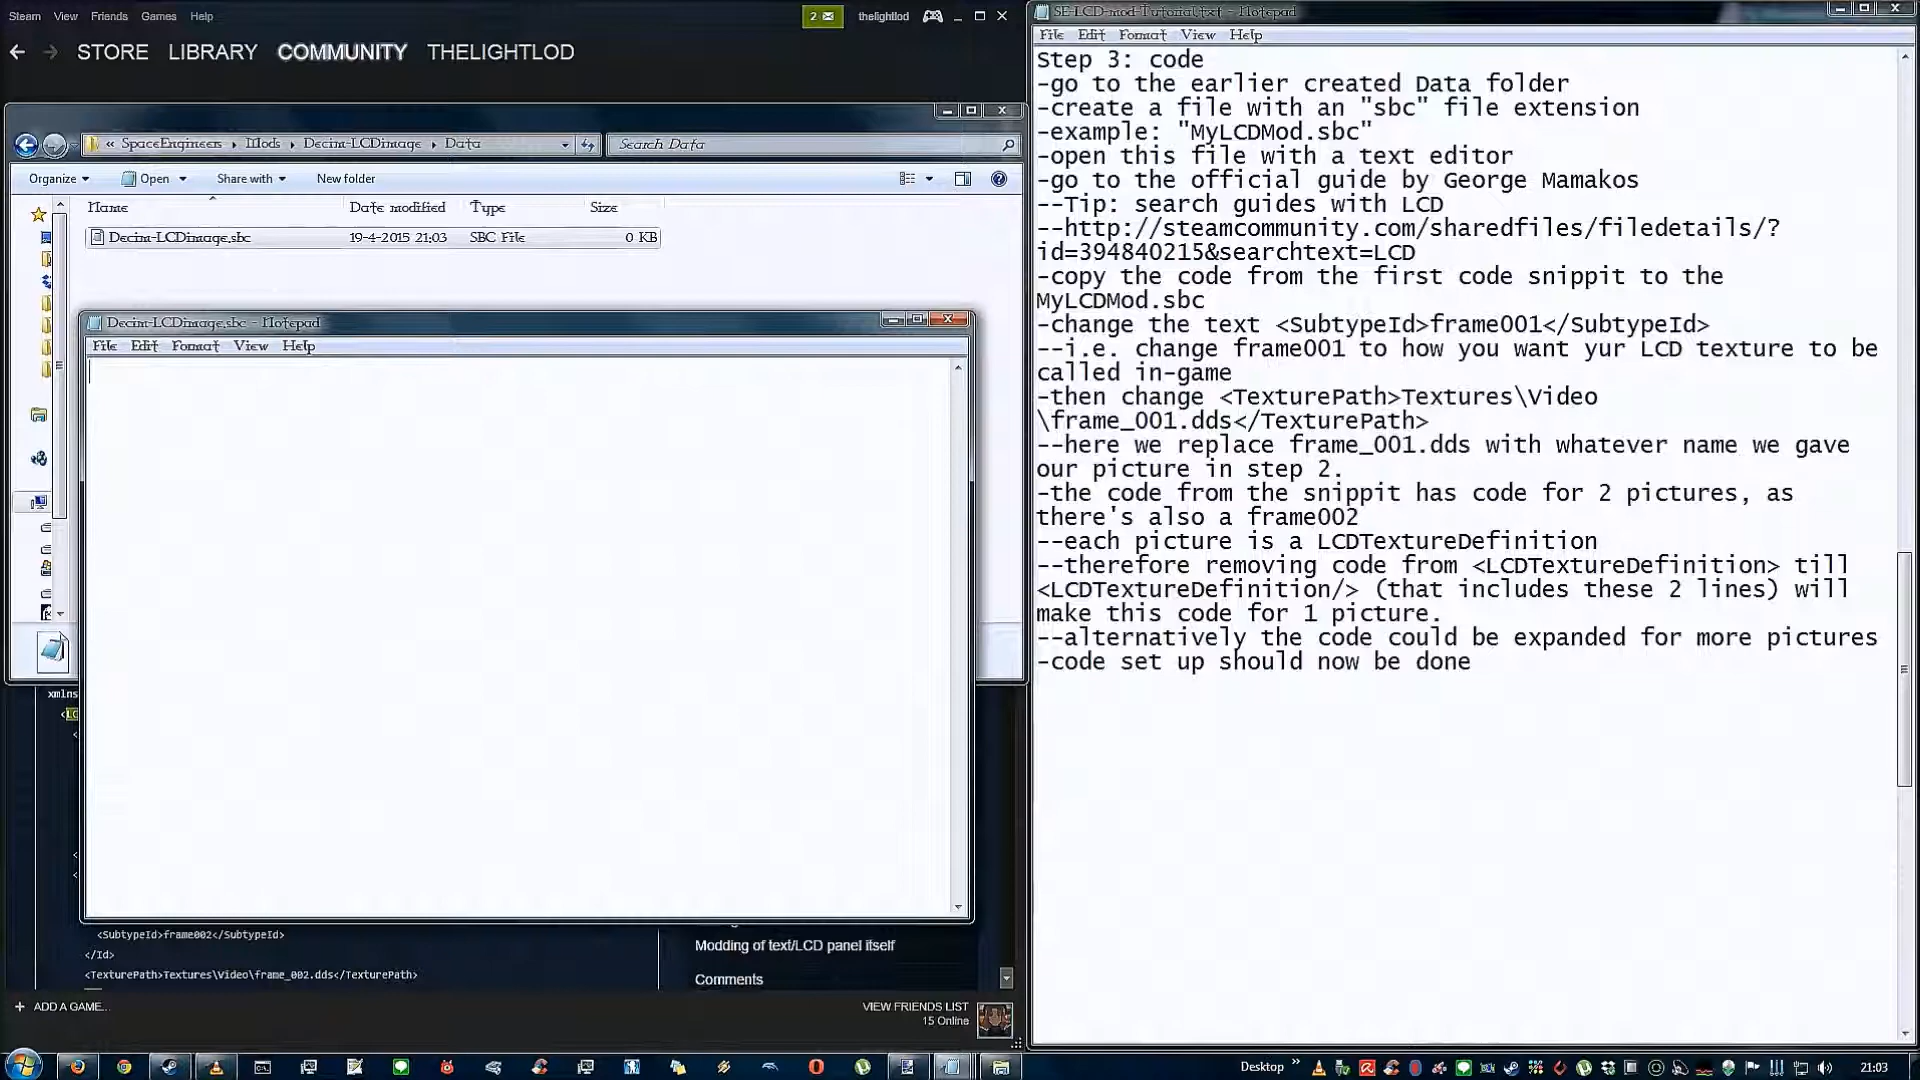 Steam View Friends Games Help
2
thelightlod
STORE LIBRARY COMMUNITY THELIGHTLOD
« SpaceEngineers Mods Decim-LCDimage Data
Search Data
Organize Open Share with New folder
Name Date modified Type Size
Decim-LCDimage.sbc 19-4-2015 21:03 SBC File 0 KB
Decim-LCDimage.sbc - Notepad
File Edit Format View Help
xmlns
<LC
<SubtypeId>frame002</SubtypeId>
</Id>
<TexturePath>Textures\Video\frame_002.dds</TexturePath>
Modding of text/LCD panel itself
Comments
+ ADD A GAME...
VIEW FRIENDS LIST
15 Online
SE-LCD-mod-Tutorial.txt - Notepad
File Edit Format View Help
Step 3: code
-go to the earlier created Data folder
-create a file with an "sbc" file extension
-example: "MyLCDMod.sbc"
-open this file with a text editor
-go to the official guide by George Mamakos
--Tip: search guides with LCD
--http://steamcommunity.com/sharedfiles/filedetails/?
id=394840215&searchtext=LCD
-copy the code from the first code snippit to the
MyLCDMod.sbc
-change the text <SubtypeId>frame001</SubtypeId>
--i.e. change frame001 to how you want yur LCD texture to be
called in-game
-then change <TexturePath>Textures\Video
\frame_001.dds</TexturePath>
--here we replace frame_001.dds with whatever name we gave
our picture in step 2.
-the code from the snippit has code for 2 pictures, as
there's also a frame002
--each picture is a LCDTextureDefinition
--therefore removing code from <LCDTextureDefinition> till
<LCDTextureDefinition/> (that includes these 2 lines) will
make this code for 1 picture.
--alternatively the code could be expanded for more pictures
-code set up should now be done
Desktop » 21:03